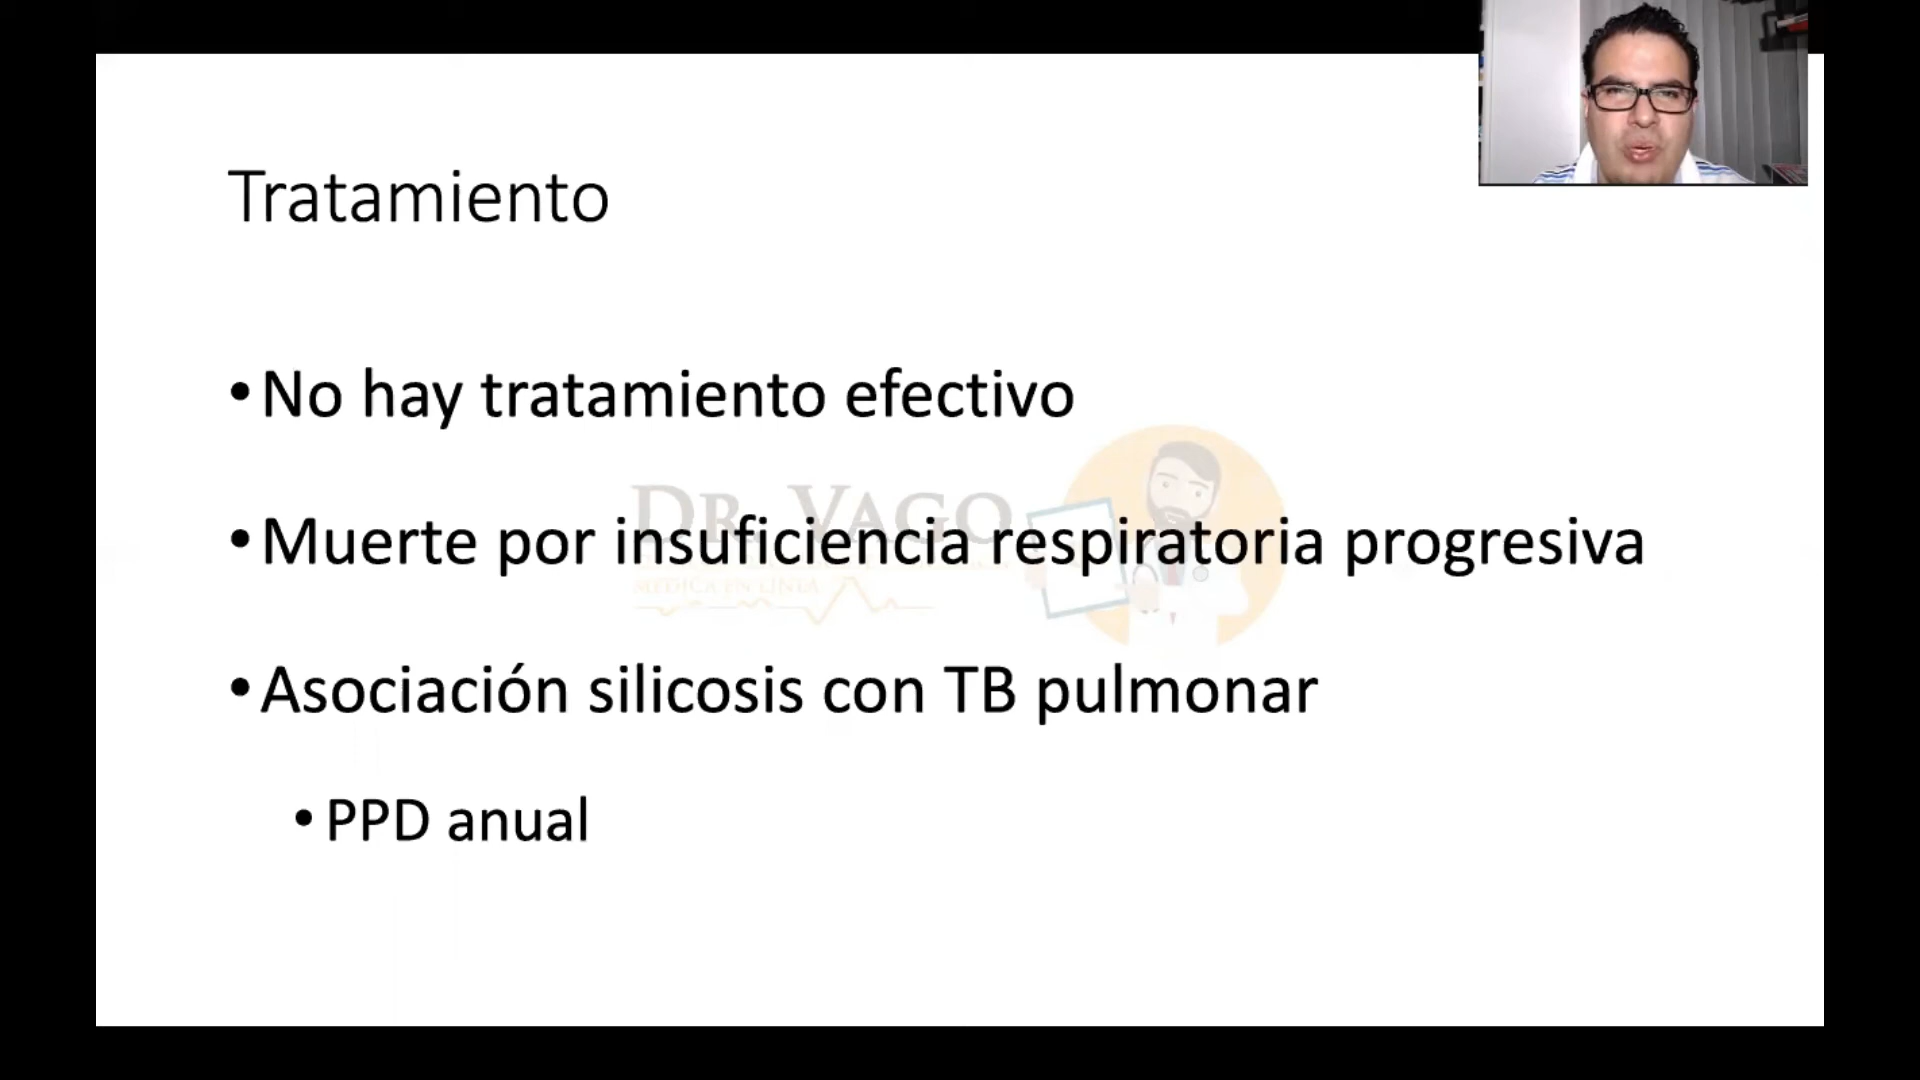 Tratamiento
•No hay tratamiento efectivo
DR. VAGO
•Muerte por insuficiencia respiratoria progresiva
MÉDICA EN LÍNEA
•Asociación silicosis con TB pulmonar
•PPD anual